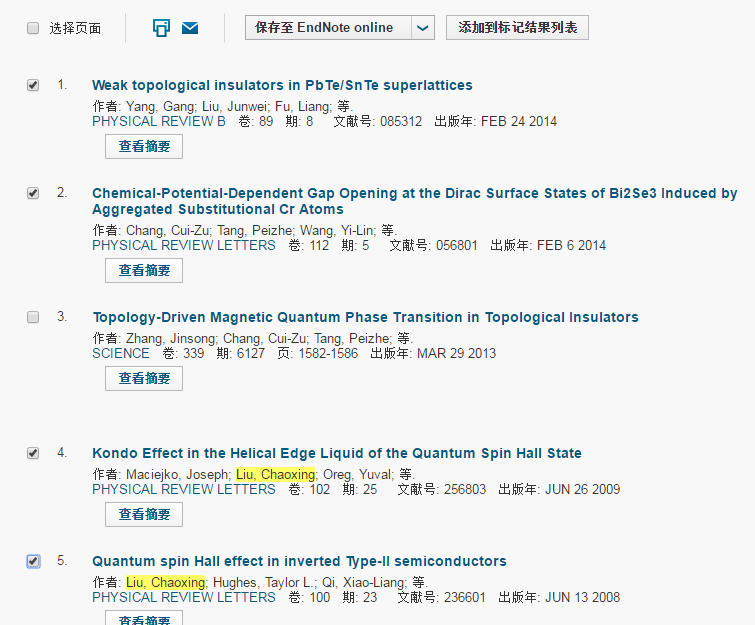 选择页面
保存至 EndNote online
添加到标记结果列表
1.
Weak topological insulators in PbTe/SnTe superlattices
作者: Yang, Gang; Liu, Junwei; Fu, Liang; 等.
PHYSICAL REVIEW B 卷: 89 期: 8 文献号: 085312 出版年: FEB 24 2014
查看摘要
2.
Chemical-Potential-Dependent Gap Opening at the Dirac Surface States of Bi2Se3 Induced by
Aggregated Substitutional Cr Atoms
作者: Chang, Cui-Zu; Tang, Peizhe; Wang, Yi-Lin; 等.
PHYSICAL REVIEW LETTERS 卷: 112 期: 5 文献号: 056801 出版年: FEB 6 2014
查看摘要
3.
Topology-Driven Magnetic Quantum Phase Transition in Topological Insulators
作者: Zhang, Jinsong; Chang, Cui-Zu; Tang, Peizhe; 等.
SCIENCE 卷: 339 期: 6127 页: 1582-1586 出版年: MAR 29 2013
查看摘要
4.
Kondo Effect in the Helical Edge Liquid of the Quantum Spin Hall State
作者: Maciejko, Joseph; Liu, Chaoxing; Oreg, Yuval; 等.
PHYSICAL REVIEW LETTERS 卷: 102 期: 25 文献号: 256803 出版年: JUN 26 2009
查看摘要
5.
Quantum spin Hall effect in inverted Type-II semiconductors
作者: Liu, Chaoxing; Hughes, Taylor L.; Qi, Xiao-Liang; 等.
PHYSICAL REVIEW LETTERS 卷: 100 期: 23 文献号: 236601 出版年: JUN 13 2008
查看摘要